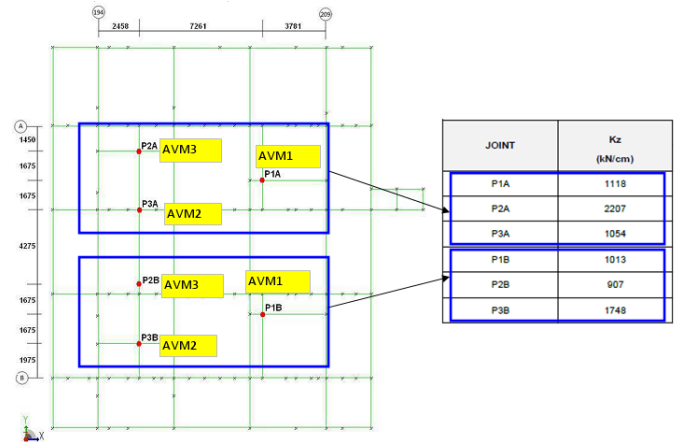 194
209
2458
7261
3781
A
1450
1675
1675
4275
1675
1675
1975
B
P2A
AVM3
AVM1
P1A
P3A
AVM2
P2B
AVM3
AVM1
P1B
P3B
AVM2
Y
X
JOINT
Kz
(kN/cm)
P1A 1118
P2A 2207
P3A 1054
P1B 1013
P2B 907
P3B 1748